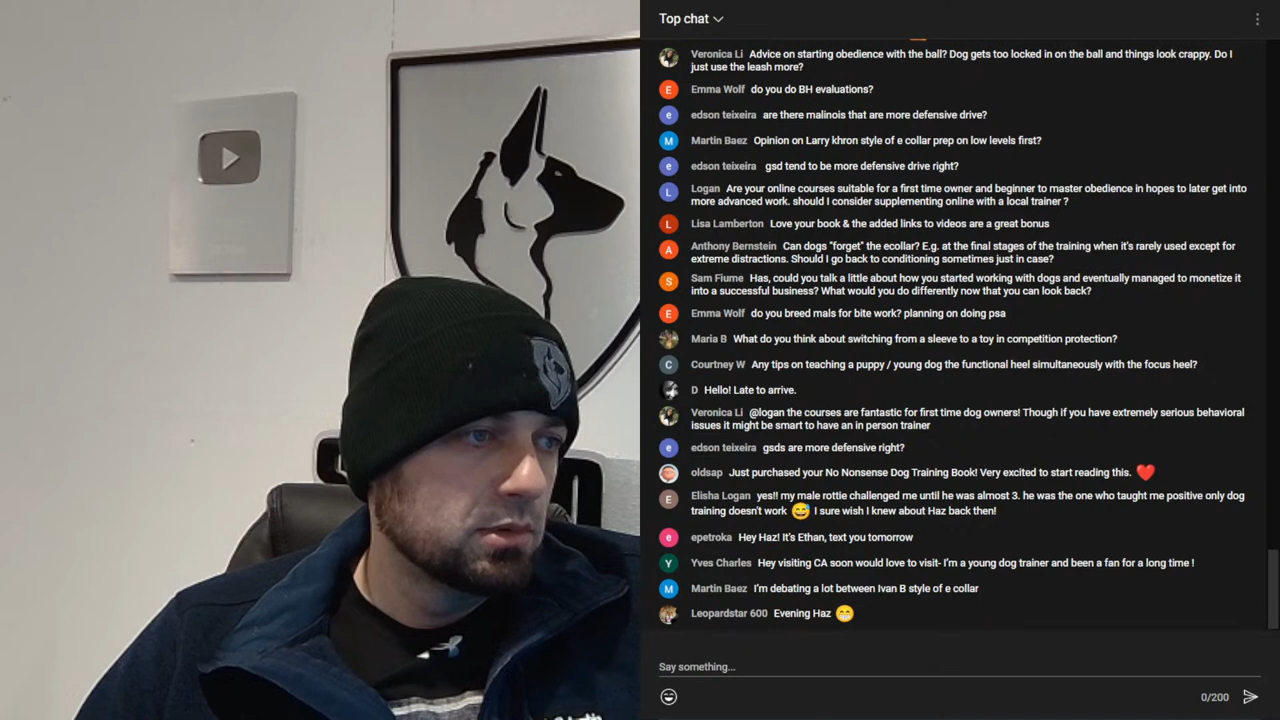 Top chat
Veronica Li Advice on starting obedience with the ball? Dog gets too locked in on the ball and things look crappy. Do I
just use the leash more?
E Emma Wolf do you do BH evaluations?
e edson teixeira are there malinois that are more defensive drive?
M Martin Baez Opinion on Larry khron style of e collar prep on low levels first?
e edson teixeira gsd tend to be more defensive drive right?
L Logan Are your online courses suitable for a first time owner and beginner to master obedience in hopes to later get into
more advanced work. should I consider supplementing online with a local trainer ?
L Lisa Lamberton Love your book & the added links to videos are a great bonus
A Anthony Bernstein Can dogs "forget" the ecollar? E.g. at the final stages of the training when it's rarely used except for
extreme distractions. Should I go back to conditioning sometimes just in case?
S Sam Fiume Has, could you talk a little about how you started working with dogs and eventually managed to monetize it
into a successful business? What would you do differently now that you can look back?
E Emma Wolf do you breed mals for bite work? planning on doing psa
Maria B What do you think about switching from a sleeve to a toy in competition protection?
C Courtney W Any tips on teaching a puppy / young dog the functional heel simultaneously with the focus heel?
D Hello! Late to arrive.
Veronica Li @logan the courses are fantastic for first time dog owners! Though if you have extremely serious behavioral
issues it might be smart to have an in person trainer
e edson teixeira gsds are more defensive right?
oldsap Just purchased your No Nonsense Dog Training Book! Very excited to start reading this. ❤️
E Elisha Logan yes!! my male rottie challenged me until he was almost 3. he was the one who taught me positive only dog
training doesn't work 😅 I sure wish I knew about Haz back then!
e epetroka Hey Haz! It's Ethan, text you tomorrow
Y Yves Charles Hey visiting CA soon would love to visit- I'm a young dog trainer and been a fan for a long time !
M Martin Baez I'm debating a lot between Ivan B style of e collar
Leopardstar 600 Evening Haz 😁
Say something...
0/200